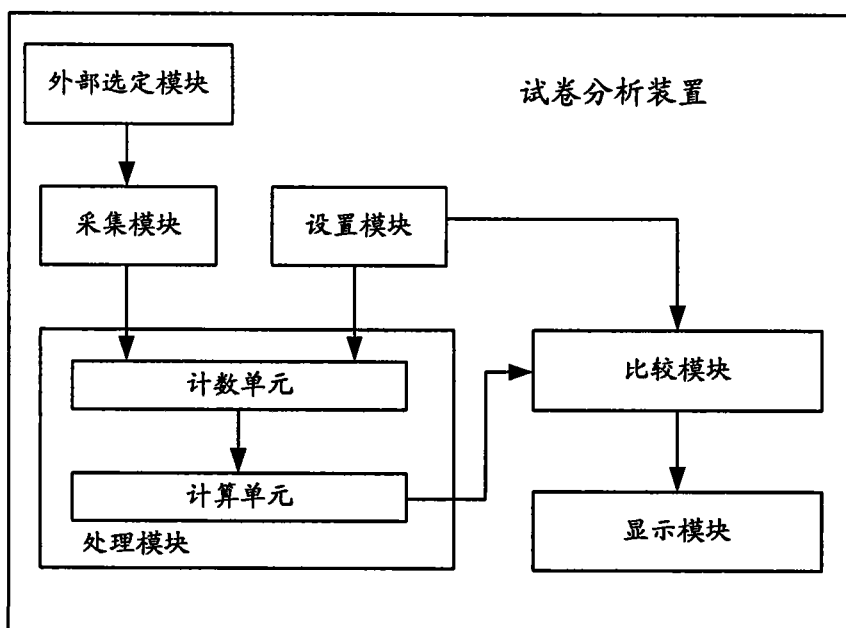 外部选定模块
试卷分析装置
采集模块
设置模块
计数单元
比较模块
计算单元
处理模块
显示模块